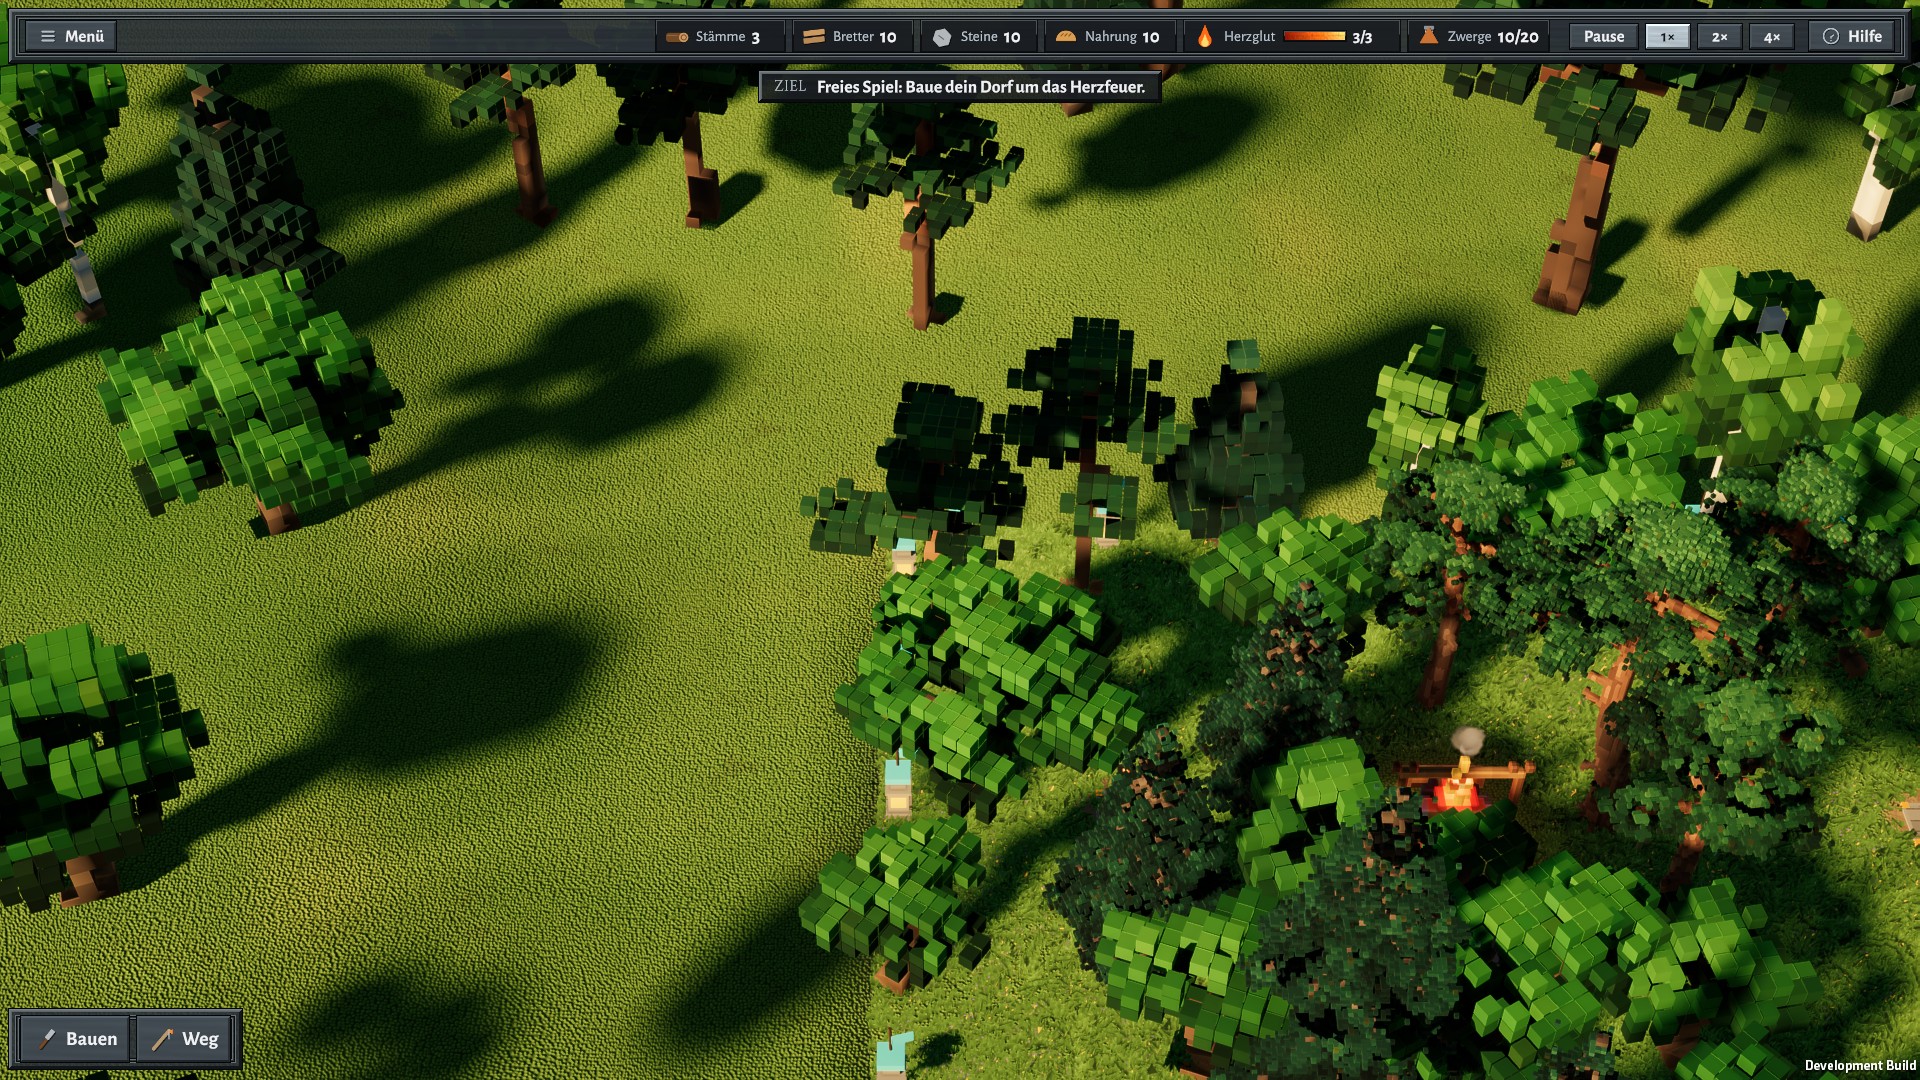 Menü
Stämme 3
Bretter 10
Steine 10
Nahrung 10
Herzglut 3/3
Zwerge 10/20
Pause
1×
2×
4×
Hilfe
ZIEL Freies Spiel: Baue dein Dorf um das Herzfeuer.
Bauen
Weg
Development Build